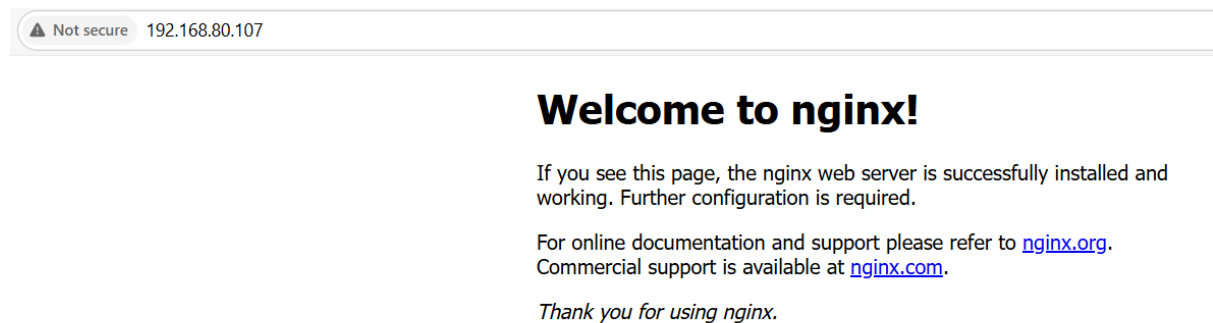 Not secure 192.168.80.107
Welcome to nginx!
If you see this page, the nginx web server is successfully installed and
working. Further configuration is required.
For online documentation and support please refer to nginx.org.
Commercial support is available at nginx.com.
Thank you for using nginx.